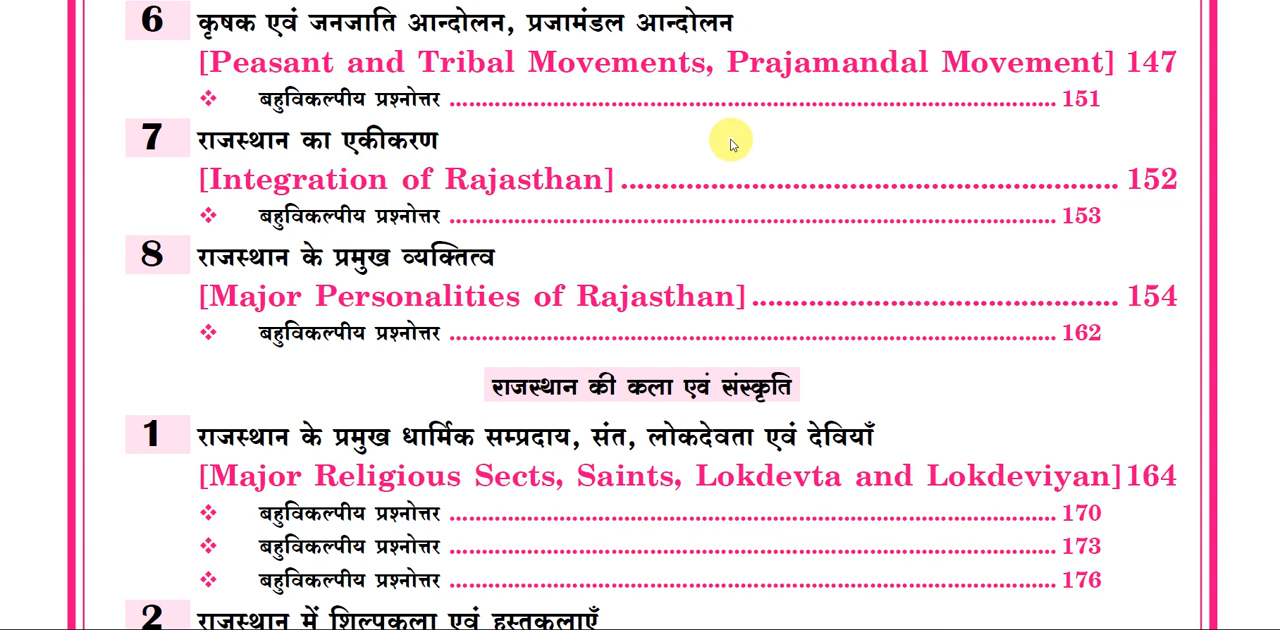 6 कृषक एवं जनजाति आन्दोलन, प्रजामंडल आन्दोलन
[Peasant and Tribal Movements, Prajamandal Movement] 147
❖ बहुविकल्पीय प्रश्नोत्तर ........................................................................ 151
7 राजस्थान का एकीकरण
[Integration of Rajasthan] ........................................................ 152
❖ बहुविकल्पीय प्रश्नोत्तर ........................................................................ 153
8 राजस्थान के प्रमुख व्यक्तित्व
[Major Personalities of Rajasthan] ........................................ 154
❖ बहुविकल्पीय प्रश्नोत्तर ........................................................................ 162
राजस्थान की कला एवं संस्कृति
1 राजस्थान के प्रमुख धार्मिक सम्प्रदाय, संत, लोकदेवता एवं देवियाँ
[Major Religious Sects, Saints, Lokdevta and Lokdeviyan] 164
❖ बहुविकल्पीय प्रश्नोत्तर ........................................................................ 170
❖ बहुविकल्पीय प्रश्नोत्तर ........................................................................ 173
❖ बहुविकल्पीय प्रश्नोत्तर ........................................................................ 176
2 राजस्थान में शिल्पकला एवं हस्तकलाएँ